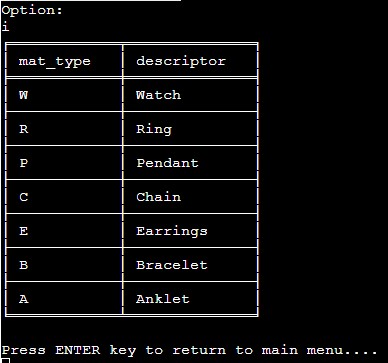 Option:
i
mat_type descriptor
W Watch
R Ring
P Pendant
C Chain
E Earrings
B Bracelet
A Anklet
Press ENTER key to return to main menu....